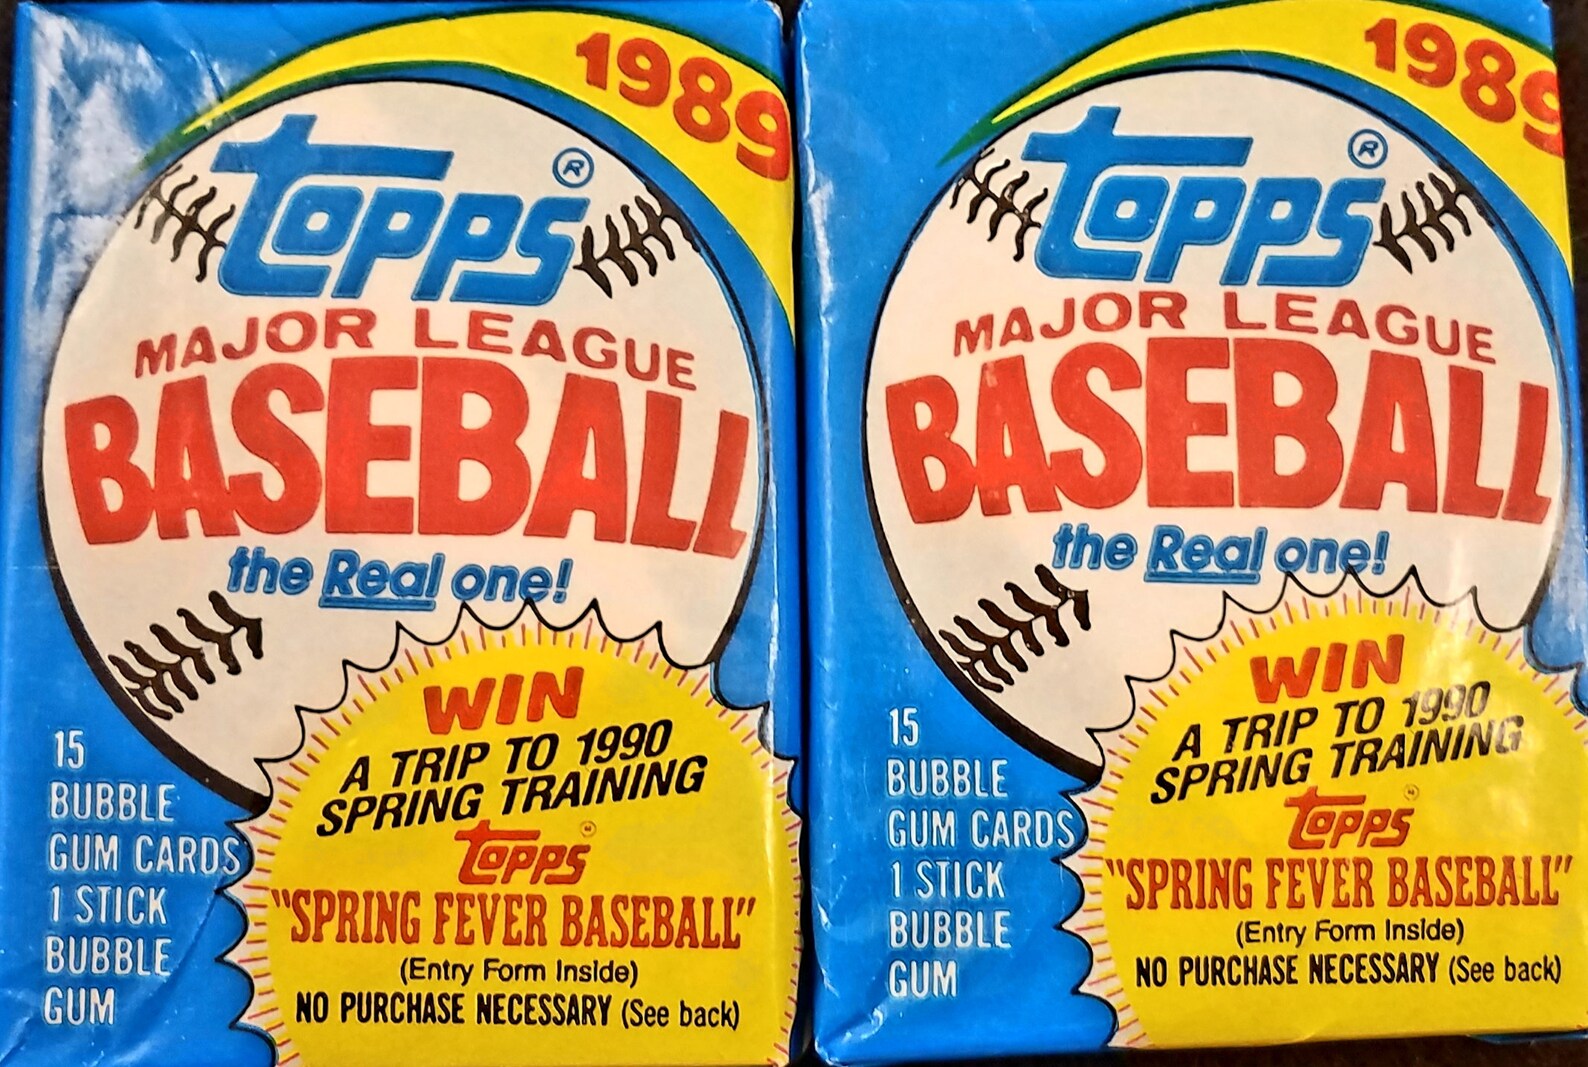 1989
topps®
MAJOR LEAGUE
BASEBALL
the Real one!
WIN
A TRIP TO 1990
SPRING TRAINING
topps
"SPRING FEVER BASEBALL"
(Entry Form Inside)
NO PURCHASE NECESSARY (See back)
15
BUBBLE
GUM CARDS
1 STICK
BUBBLE
GUM
1989
topps®
MAJOR LEAGUE
BASEBALL
the Real one!
WIN
A TRIP TO 1990
SPRING TRAINING
topps
"SPRING FEVER BASEBALL"
(Entry Form Inside)
NO PURCHASE NECESSARY (See back)
15
BUBBLE
GUM CARDS
1 STICK
BUBBLE
GUM